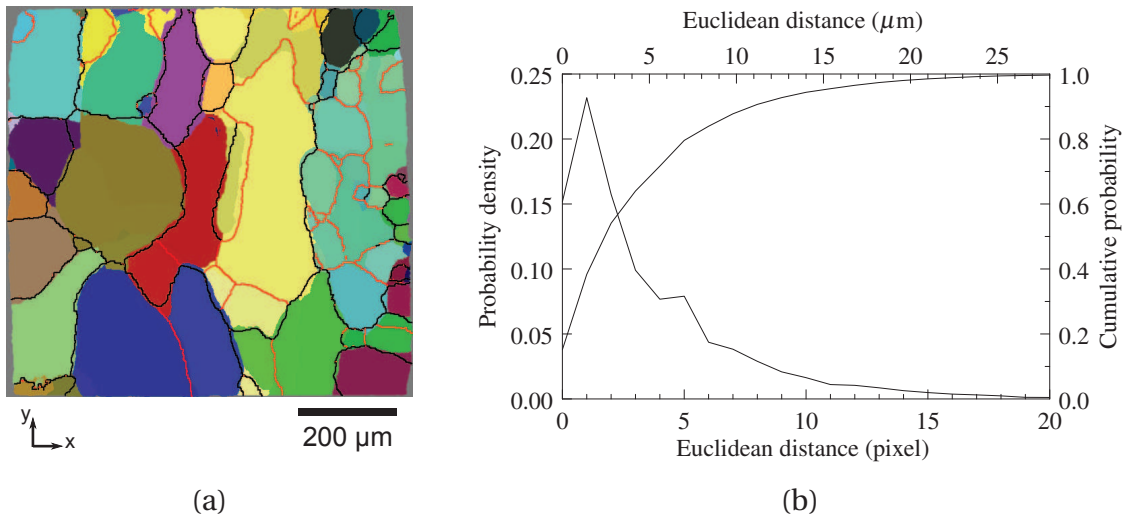 y
x
200 μm
(a)
Euclidean distance (μm)
0 5 10 15 20 25
0.25
0.20
0.15
0.10
0.05
0.00
Probability density
1.0
0.8
0.6
0.4
0.2
0.0
Cumulative probability
0 5 10 15 20
Euclidean distance (pixel)
(b)